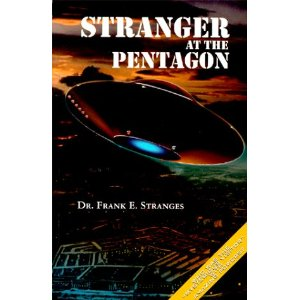 STRANGER
AT THE
PENTAGON
DR. FRANK E. STRANGES